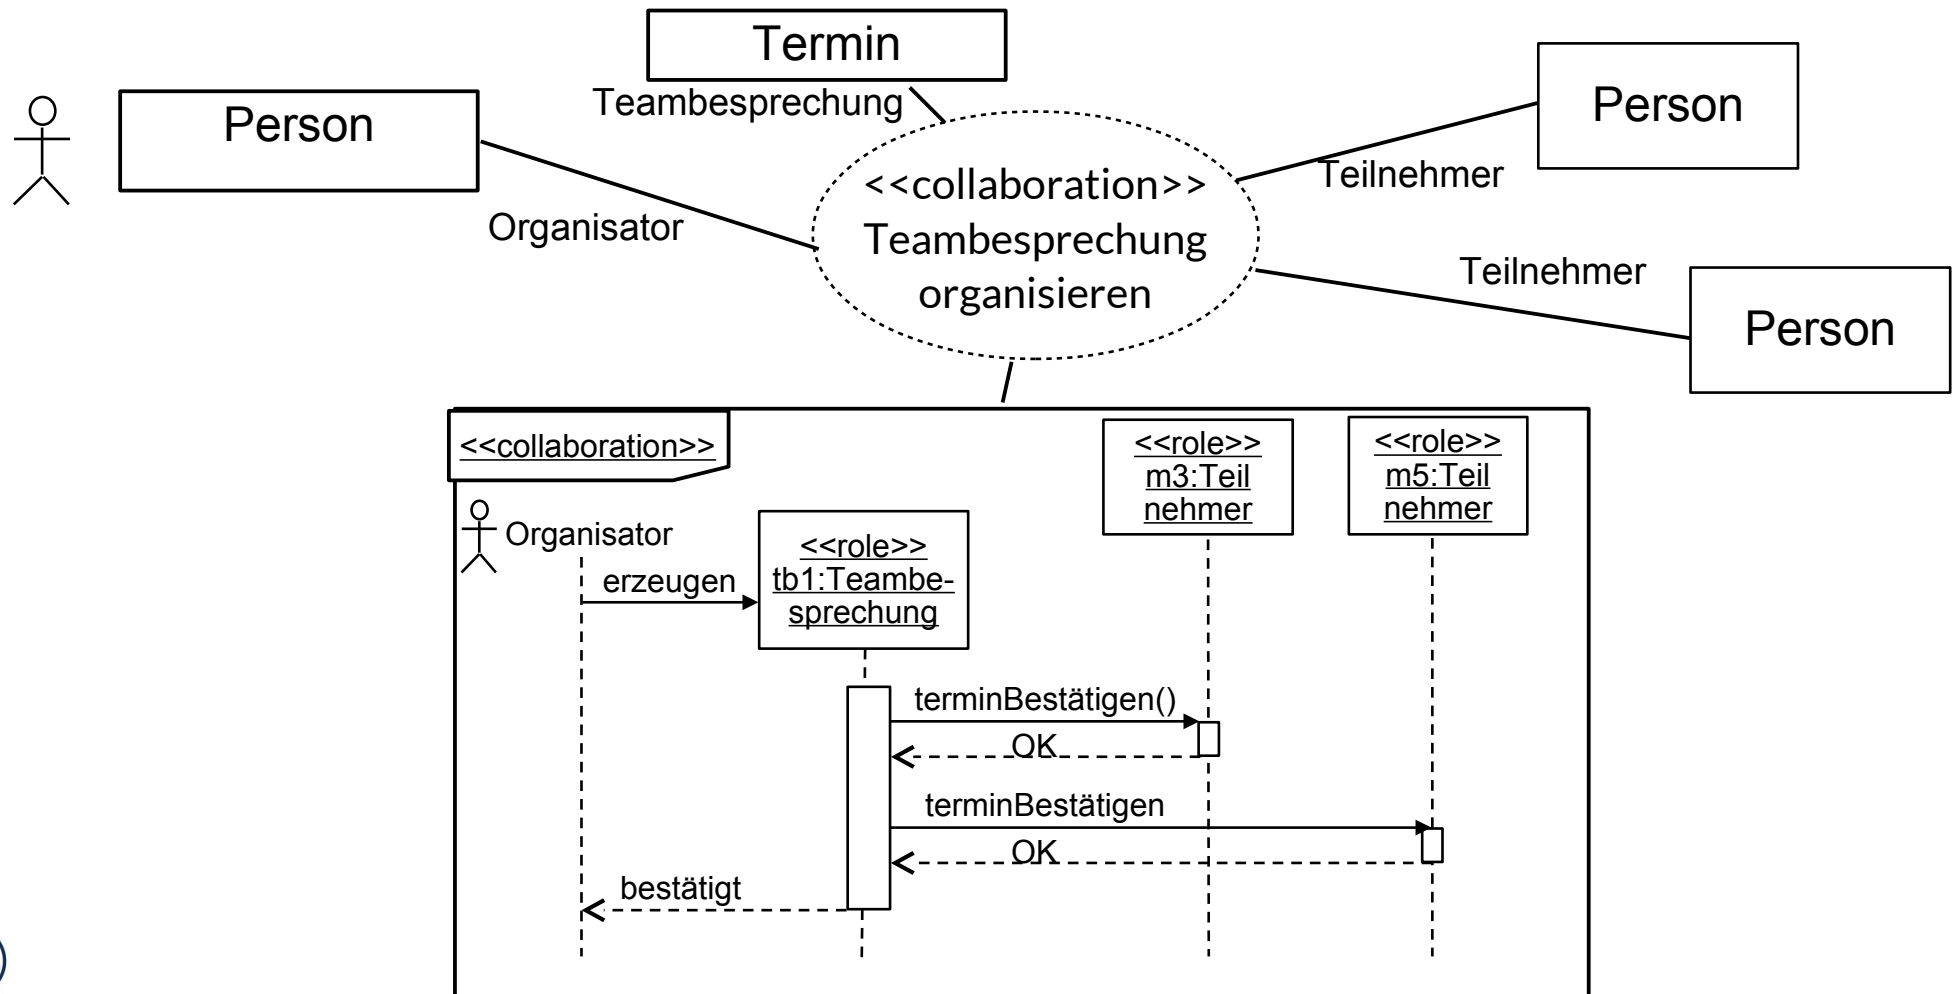 Termin
Teambesprechung
Person
Person
<<collaboration>>
Teambesprechung
organisieren
Teilnehmer
Organisator
Teilnehmer
Person
<<collaboration>>
<<role>>
m3:Teil
nehmer
<<role>>
m5:Teil
nehmer
Organisator
<<role>>
tb1:Teambe-
sprechung
erzeugen
terminBestätigen()
OK
terminBestätigen
OK
bestätigt